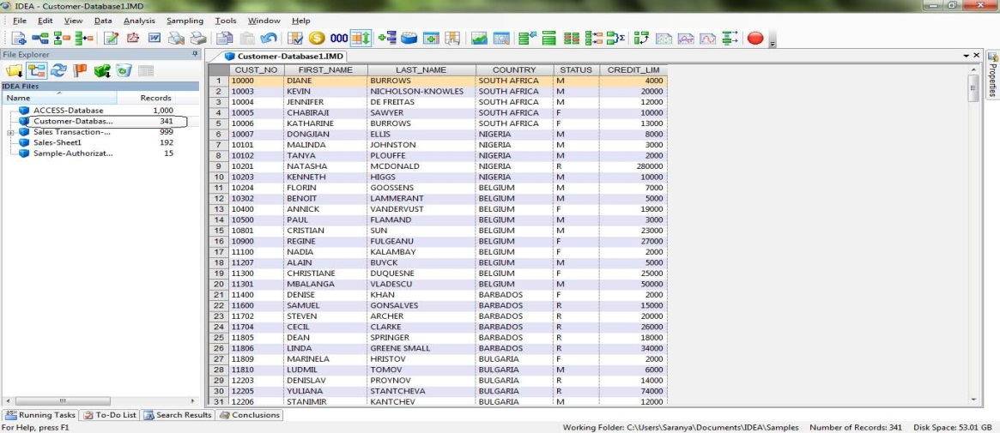 IDEA - Customer-Database1.IMD
File Edit View Data Analysis Sampling Tools Window Help
000
File Explorer
Customer-Database1.IMD
Properties
IDEA Files
Name Records
ACCESS-Database 1,000
Customer-Databas... 341
Sales Transaction-... 999
Sales-Sheet1 192
Sample-Authorizat... 15
CUST_NO FIRST_NAME LAST_NAME COUNTRY STATUS CREDIT_LIM
1 10000 DIANE BURROWS SOUTH AFRICA M 4000
2 10003 KEVIN NICHOLSON-KNOWLES SOUTH AFRICA M 20000
3 10004 JENNIFER DE FREITAS SOUTH AFRICA M 12000
4 10005 CHABIRAJI SAWYER SOUTH AFRICA F 10000
5 10006 KATHARINE BURROWS SOUTH AFRICA F 13000
6 10007 DONGJIAN ELLIS NIGERIA M 8000
7 10101 MALINDA JOHNSTON NIGERIA M 3000
8 10102 TANYA PLOUFFE NIGERIA M 2000
9 10201 NATASHA MCDONALD NIGERIA R 280000
10 10203 KENNETH HIGGS NIGERIA M 10000
11 10204 FLORIN GOOSSENS BELGIUM M 7000
12 10302 BENOIT LAMMERANT BELGIUM M 5000
13 10400 ANNICK VANDERVUST BELGIUM F 19000
14 10500 PAUL FLAMAND BELGIUM M 3000
15 10801 CRISTIAN SUN BELGIUM M 23000
16 10900 REGINE FULGEANU BELGIUM F 27000
17 11100 NADIA KALAMBAY BELGIUM F 2000
18 11207 ALAIN BUYCK BELGIUM M 5000
19 11300 CHRISTIANE DUQUESNE BELGIUM F 25000
20 11301 MBALANGA VLADESCU BELGIUM M 50000
21 11400 DENISE KHAN BARBADOS F 2000
22 11600 SAMUEL GONSALVES BARBADOS R 15000
23 11702 STEVEN ARCHER BARBADOS R 20000
24 11704 CECIL CLARKE BARBADOS R 26000
25 11805 DEAN SPRINGER BARBADOS R 18000
26 11806 LINDA GREENE SMALL BARBADOS R 34000
27 11809 MARINELA HRISTOV BULGARIA F 2000
28 11810 LUDMIL TOMOV BULGARIA M 6000
29 12203 DENISLAV PROYNOV BULGARIA R 14000
30 12205 YULIANA STANTCHEVA BULGARIA R 74000
31 12206 STANIMIR KANTCHEV BULGARIA M 12000
Running Tasks To-Do List Search Results Conclusions
For Help, press F1 Working Folder: C:\Users\Saranya\Documents\IDEA\Samples Number of Records: 341 Disk Space: 53.01 GB